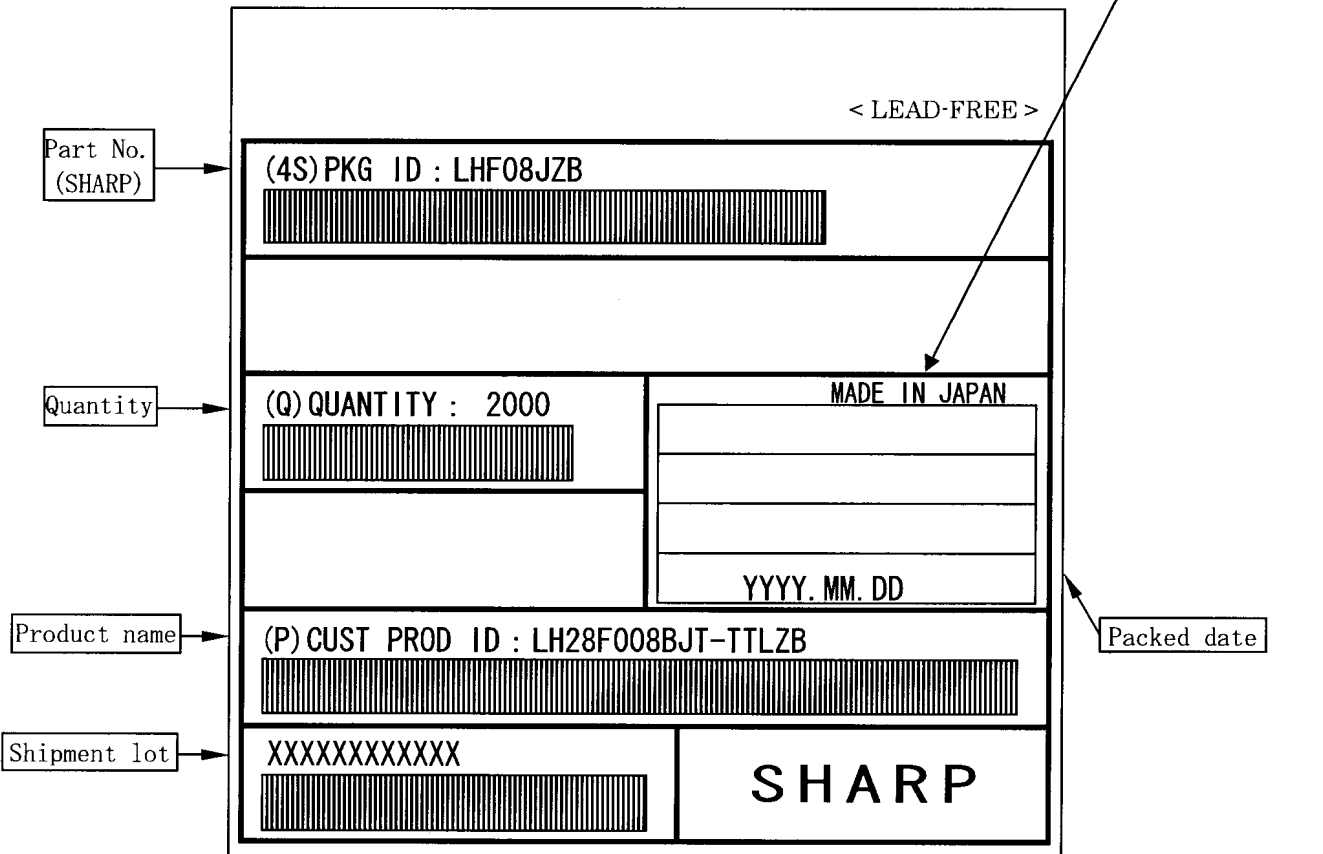 < LEAD-FREE >
Part No.
(SHARP)
(4S) PKG ID : LHF08JZB
Quantity
(Q) QUANTITY : 2000
MADE IN JAPAN
YYYY. MM. DD
Product name
(P) CUST PROD ID : LH28F008BJT-TTLZB
Packed date
Shipment lot
XXXXXXXXXXXX
SHARP